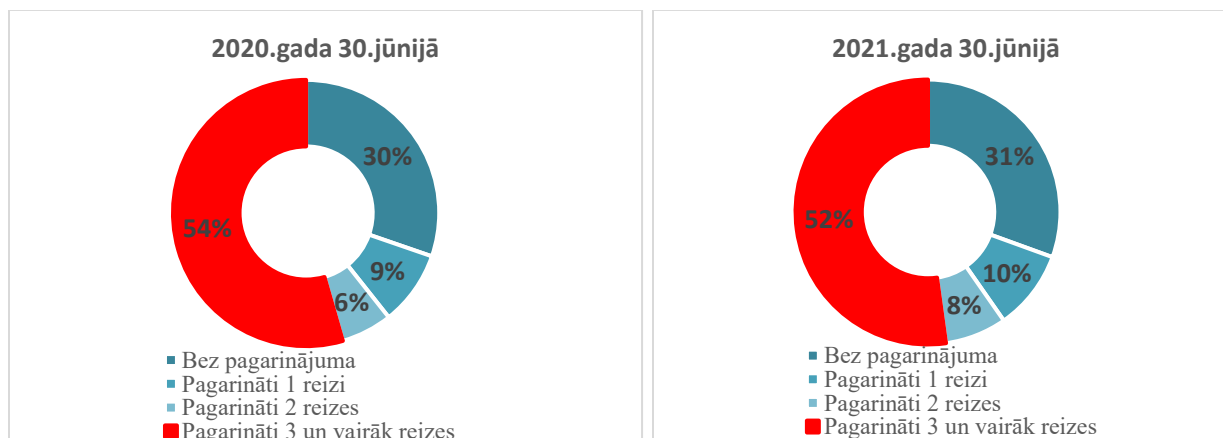 2020.gada 30.jūnijā
30%
54%
9%
6%
Bez pagarinājuma
Pagarināti 1 reizi
Pagarināti 2 reizes
Pagarināti 3 un vairāk reizes
2021.gada 30.jūnijā
31%
52%
10%
8%
Bez pagarinājuma
Pagarināti 1 reizi
Pagarināti 2 reizes
Pagarināti 3 un vairāk reizes